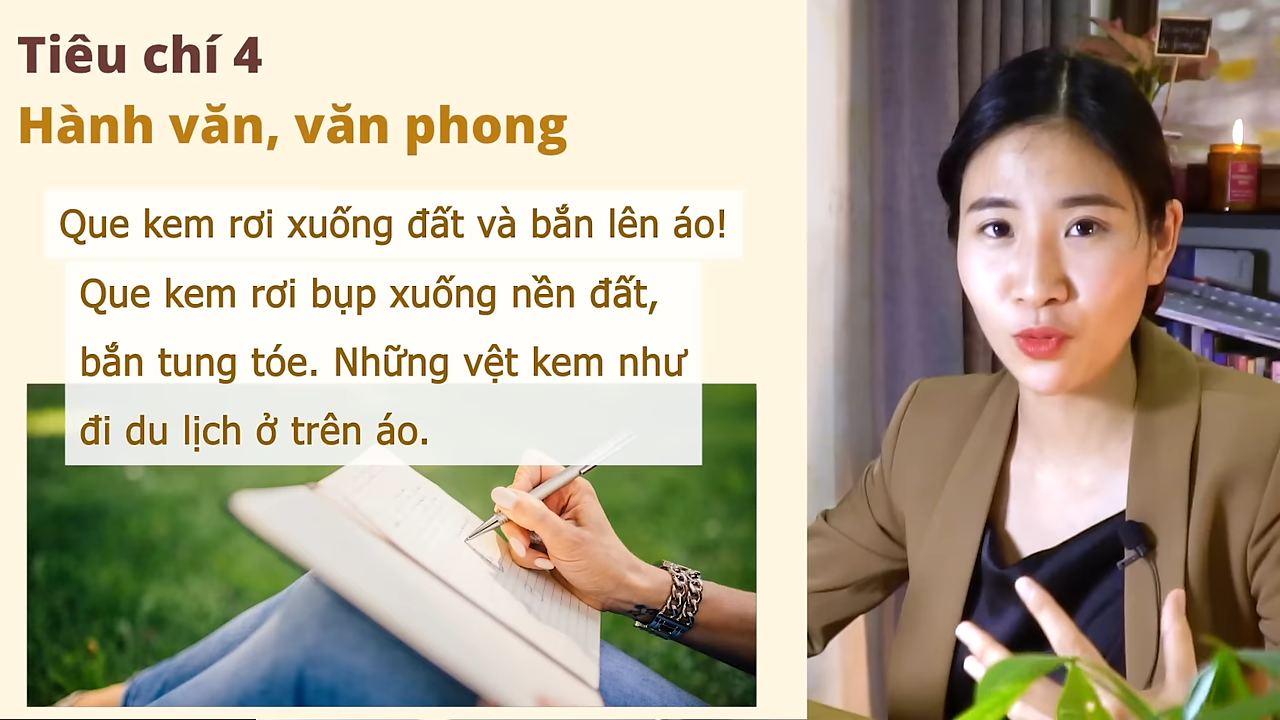 Tiêu chí 4
Hành văn, văn phong
Que kem rơi xuống đất và bắn lên áo!
Que kem rơi bụp xuống nền đất,
bắn tung tóe. Những vệt kem như
đi du lịch ở trên áo.